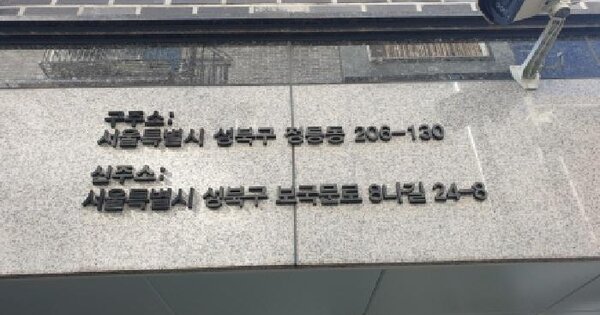 구주소:
서울특별시 성북구 정릉동 206-130
신주소:
서울특별시 성북구 보국문로 8나길 24-8